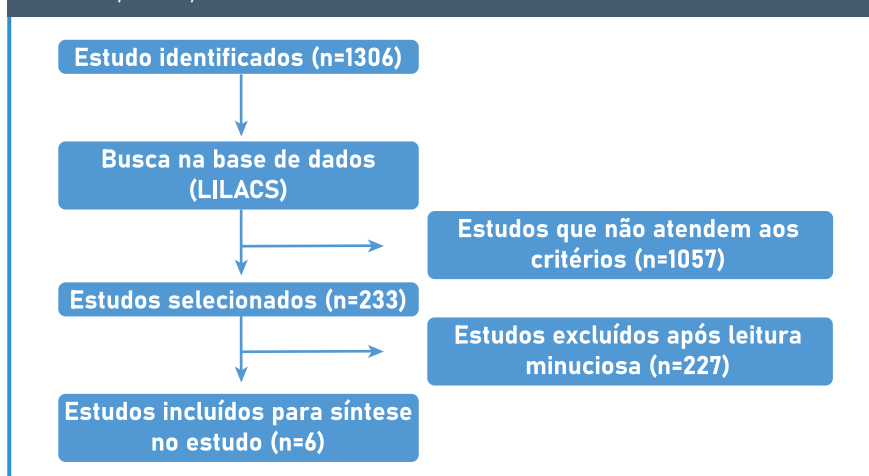 Estudo identificados (n=1306)
Busca na base de dados
(LILACS)
Estudos que não atendem aos
critérios (n=1057)
Estudos selecionados (n=233)
Estudos excluídos após leitura
minuciosa (n=227)
Estudos incluídos para síntese
no estudo (n=6)